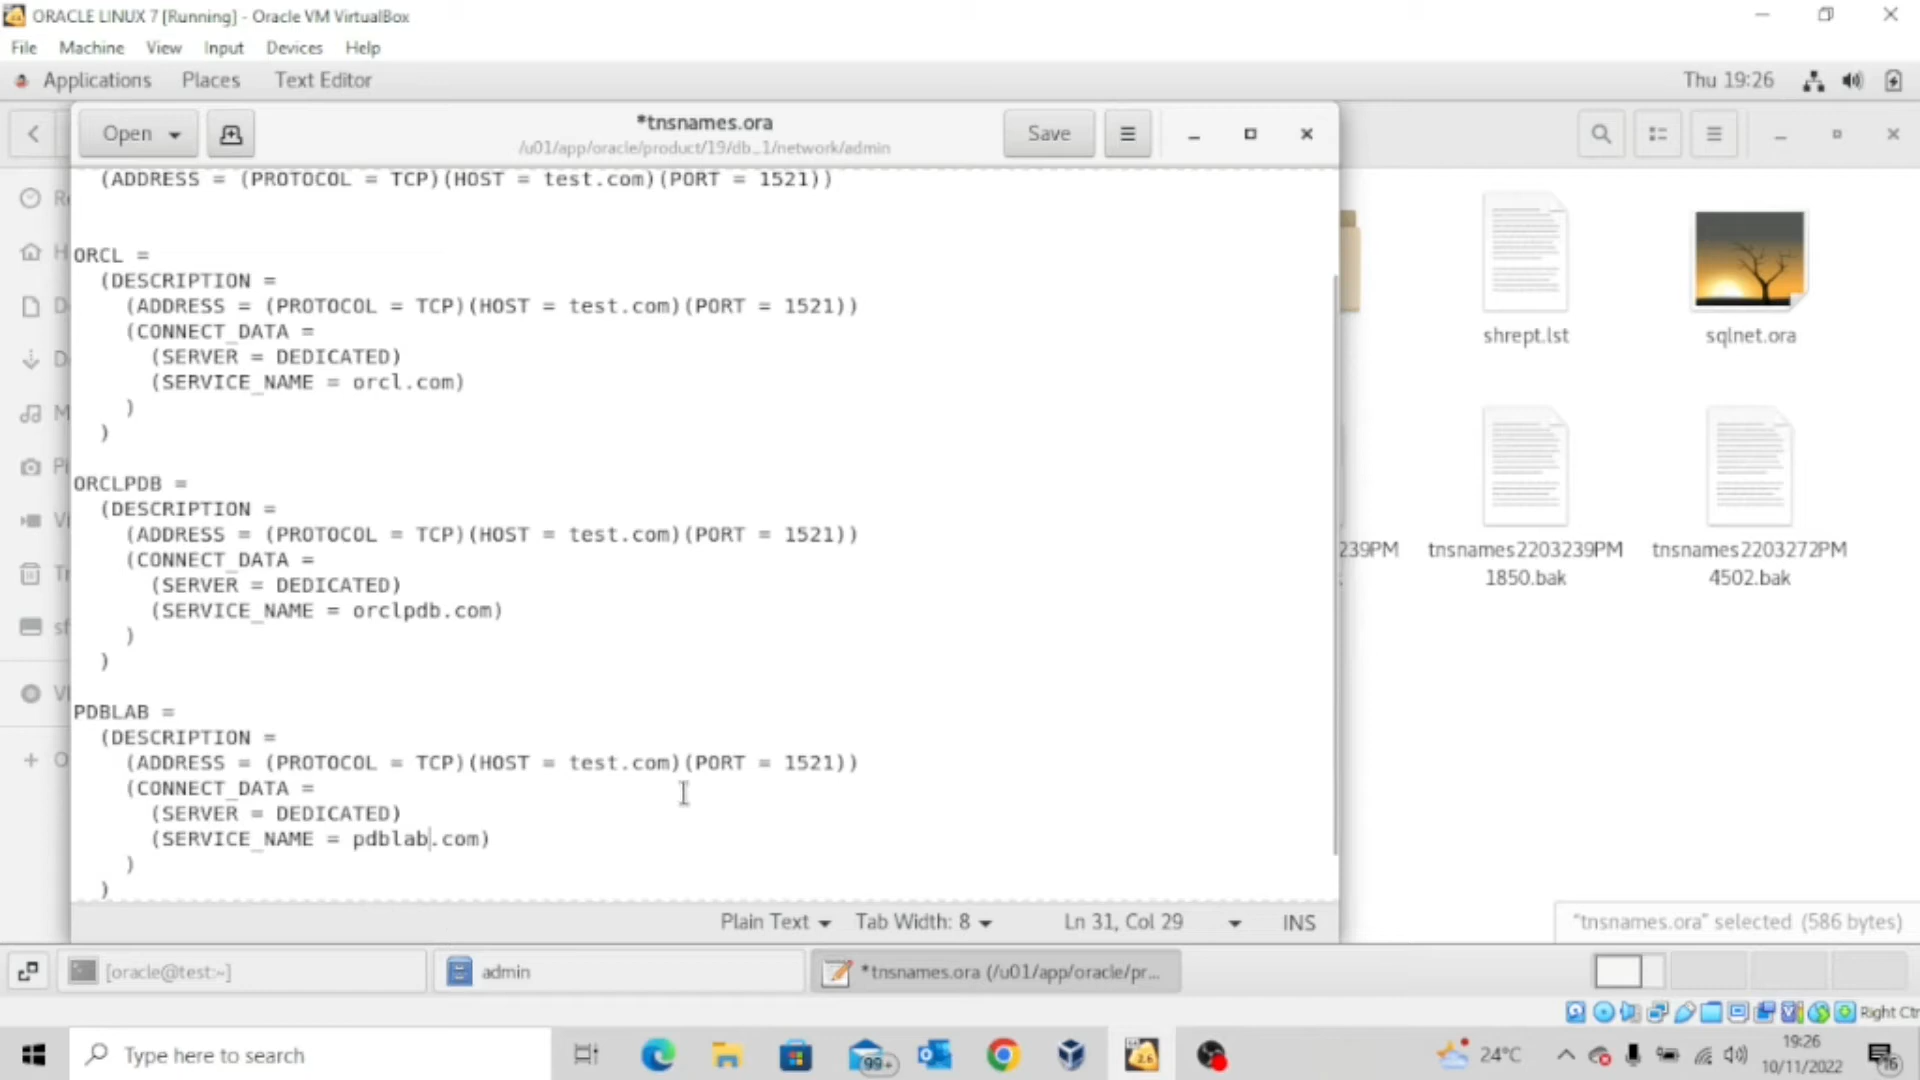 ORACLE LINUX 7 [Running] - Oracle VM VirtualBox
File Machine View Input Devices Help
Applications Places Text Editor Thu 19:26
Open *tnsnames.ora Save
/u01/app/oracle/product/19/db_1/network/admin
(ADDRESS = (PROTOCOL = TCP)(HOST = test.com)(PORT = 1521))
ORCL =
(DESCRIPTION =
(ADDRESS = (PROTOCOL = TCP)(HOST = test.com)(PORT = 1521))
(CONNECT_DATA =
(SERVER = DEDICATED)
(SERVICE_NAME = orcl.com)
)
)
ORCLPDB =
(DESCRIPTION =
(ADDRESS = (PROTOCOL = TCP)(HOST = test.com)(PORT = 1521))
(CONNECT_DATA =
(SERVER = DEDICATED)
(SERVICE_NAME = orclpdb.com)
)
)
PDBLAB =
(DESCRIPTION =
(ADDRESS = (PROTOCOL = TCP)(HOST = test.com)(PORT = 1521))
(CONNECT_DATA =
(SERVER = DEDICATED)
(SERVICE_NAME = pdblab.com)
)
)
Plain Text Tab Width: 8 Ln 31, Col 29 INS
shrept.lst
sqlnet.ora
239PM
tnsnames2203239PM
1850.bak
tnsnames2203272PM
4502.bak
"tnsnames.ora" selected (586 bytes)
[oracle@test:~] admin *tnsnames.ora (/u01/app/oracle/pr...
Right Ctr
Type here to search
99+
2.6
24°C
19:26
10/11/2022
16